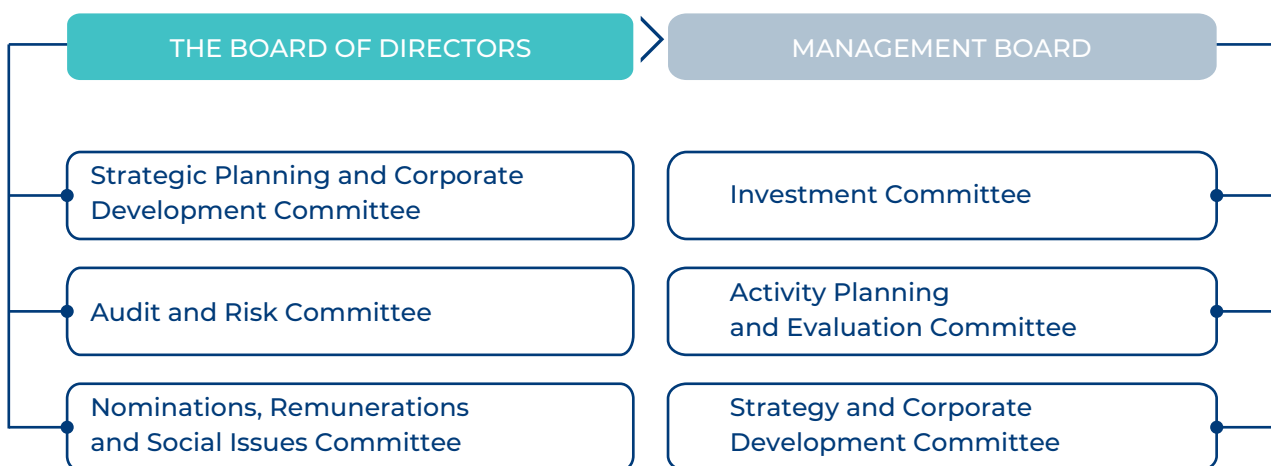 THE BOARD OF DIRECTORS
MANAGEMENT BOARD
Strategic Planning and Corporate
Development Committee
Investment Committee
Audit and Risk Committee
Activity Planning
and Evaluation Committee
Nominations, Remunerations
and Social Issues Committee
Strategy and Corporate
Development Committee